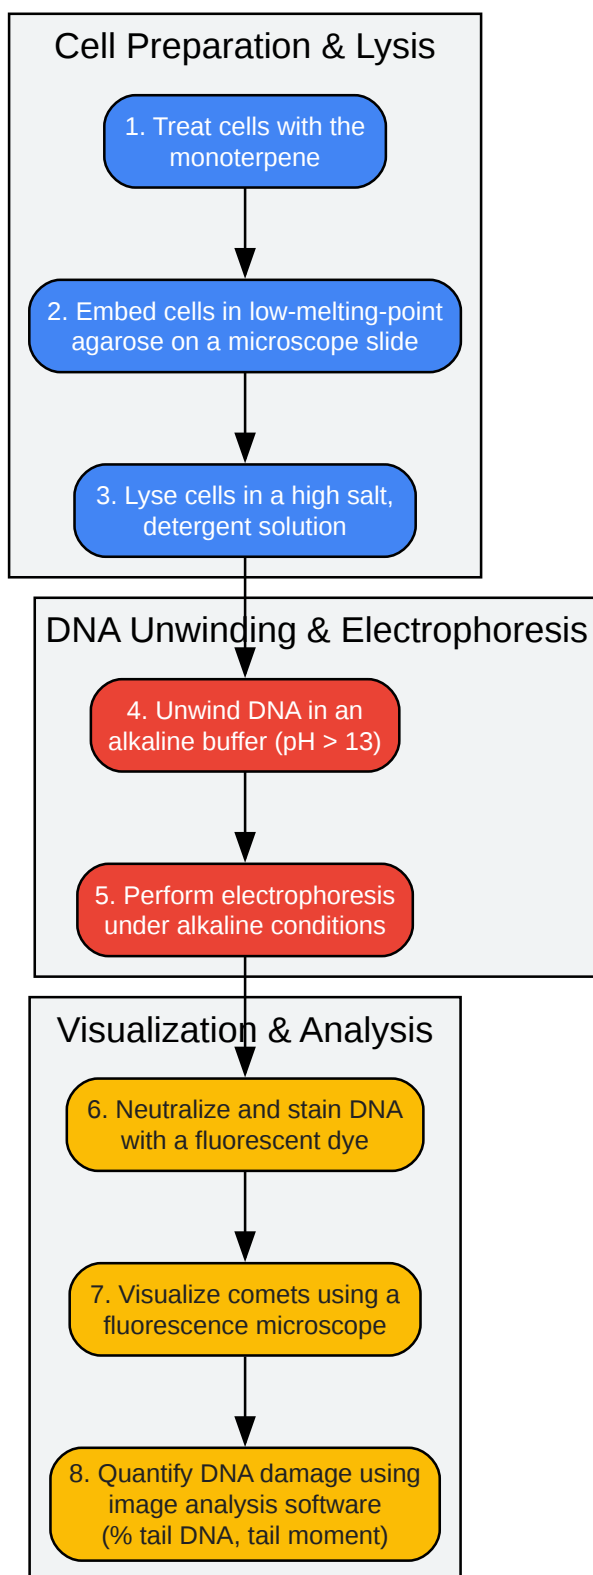 Cell Preparation & Lysis
1. Treat cells with the
monoterpene
2. Embed cells in low-melting-point
agarose on a microscope slide
3. Lyse cells in a high salt,
detergent solution
DNA Unwinding & Electrophoresis
4. Unwind DNA in an
alkaline buffer (pH > 13)
5. Perform electrophoresis
under alkaline conditions
Visualization & Analysis
6. Neutralize and stain DNA
with a fluorescent dye
7. Visualize comets using a
fluorescence microscope
8. Quantify DNA damage using
image analysis software
(% tail DNA, tail moment)